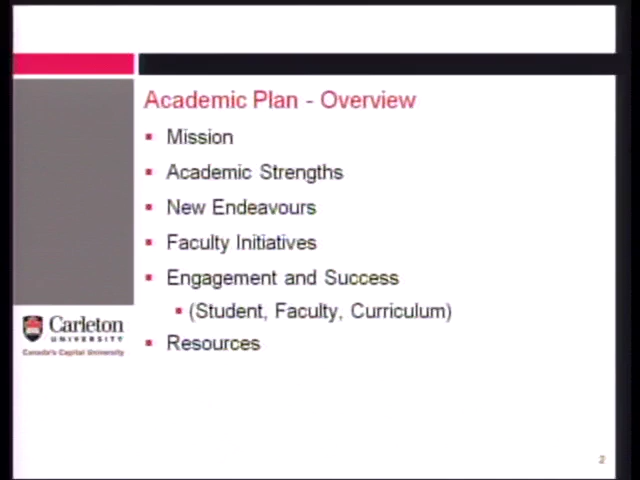 Academic Plan - Overview
Mission
Academic Strengths
New Endeavours
Faculty Initiatives
Engagement and Success
(Student, Faculty, Curriculum)
Resources
Carleton
UNIVERSITY
Canada's Capital University
2